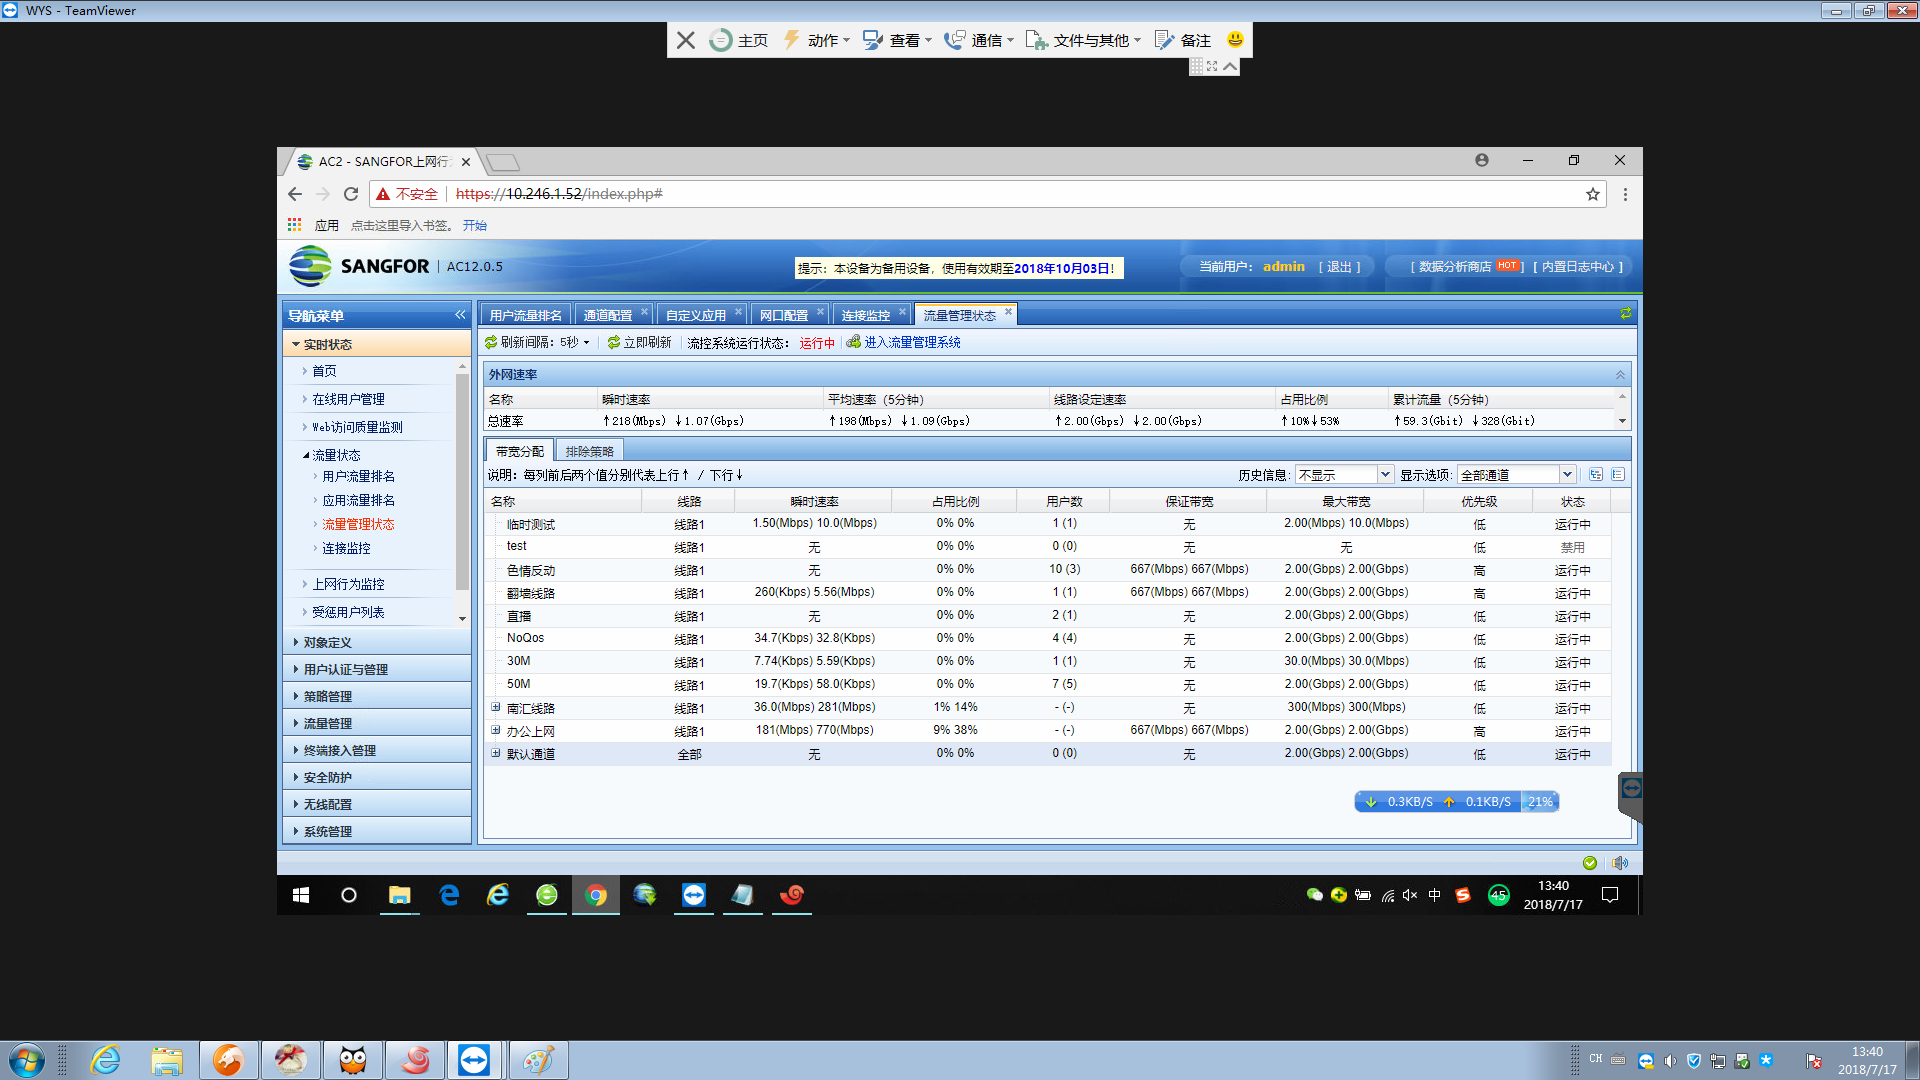 WYS - TeamViewer
主页 动作 查看 通信 文件与其他 备注
AC2 - SANGFOR上网行
不安全 https://10.246.1.52/index.php#
应用 点击这里导入书签。 开始
SANGFOR AC12.0.5
提示：本设备为备用设备，使用有效期至2018年10月03日！
当前用户： admin [ 退出 ] [ 数据分析商店 HOT ] [ 内置日志中心 ]
导航菜单
实时状态
首页
在线用户管理
Web访问质量监测
流量状态
用户流量排名
应用流量排名
流量管理状态
连接监控
上网行为监控
受惩用户列表
对象定义
用户认证与管理
策略管理
流量管理
终端接入管理
安全防护
无线配置
系统管理
用户流量排名 通道配置 自定义应用 网口配置 连接监控 流量管理状态
刷新间隔：5秒 立即刷新 流控系统运行状态： 运行中 进入流量管理系统
外网速率
名称 瞬时速率 平均速率（5分钟） 线路设定速率 占用比例 累计流量（5分钟）
总速率 ↑218(Mbps) ↓1.07(Gbps) ↑198(Mbps) ↓1.09(Gbps) ↑2.00(Gbps) ↓2.00(Gbps) ↑10%↓53% ↑59.3(Gbit) ↓328(Gbit)
带宽分配 排除策略
说明：每列前后两个值分别代表上行↑ / 下行↓ 历史信息: 不显示 显示选项: 全部通道
名称 线路 瞬时速率 占用比例 用户数 保证带宽 最大带宽 优先级 状态
临时测试 线路1 1.50(Mbps) 10.0(Mbps) 0% 0% 1 (1) 无 2.00(Mbps) 10.0(Mbps) 低 运行中
test 线路1 无 0% 0% 0 (0) 无 无 低 禁用
色情反动 线路1 无 0% 0% 10 (3) 667(Mbps) 667(Mbps) 2.00(Gbps) 2.00(Gbps) 高 运行中
翻墙线路 线路1 260(Kbps) 5.56(Mbps) 0% 0% 1 (1) 667(Mbps) 667(Mbps) 2.00(Gbps) 2.00(Gbps) 高 运行中
直播 线路1 无 0% 0% 2 (1) 无 2.00(Gbps) 2.00(Gbps) 低 运行中
NoQos 线路1 34.7(Kbps) 32.8(Kbps) 0% 0% 4 (4) 无 2.00(Gbps) 2.00(Gbps) 低 运行中
30M 线路1 7.74(Kbps) 5.59(Kbps) 0% 0% 1 (1) 无 30.0(Mbps) 30.0(Mbps) 低 运行中
50M 线路1 19.7(Kbps) 58.0(Kbps) 0% 0% 7 (5) 无 2.00(Gbps) 2.00(Gbps) 低 运行中
南汇线路 线路1 36.0(Mbps) 281(Mbps) 1% 14% - (-) 无 300(Mbps) 300(Mbps) 低 运行中
办公上网 线路1 181(Mbps) 770(Mbps) 9% 38% - (-) 667(Mbps) 667(Mbps) 2.00(Gbps) 2.00(Gbps) 高 运行中
默认通道 全部 无 0% 0% 0 (0) 无 2.00(Gbps) 2.00(Gbps) 低 运行中
0.3KB/S 0.1KB/S 21%
中 45 13:40
2018/7/17
CH 13:40
2018/7/17